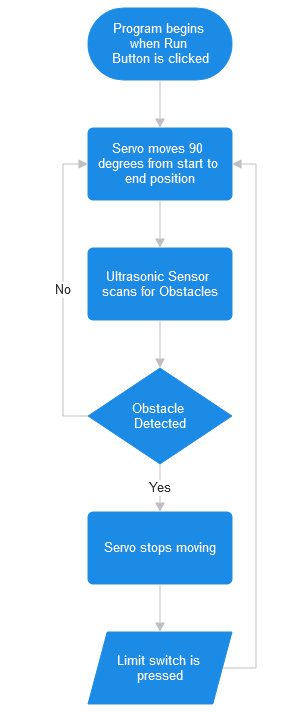 Program begins
when Run
Button is clicked
Servo moves 90
degrees from start to
end position
Ultrasonic Sensor
scans for Obstacles
No
Obstacle
Detected
Yes
Servo stops moving
Limit switch is
pressed